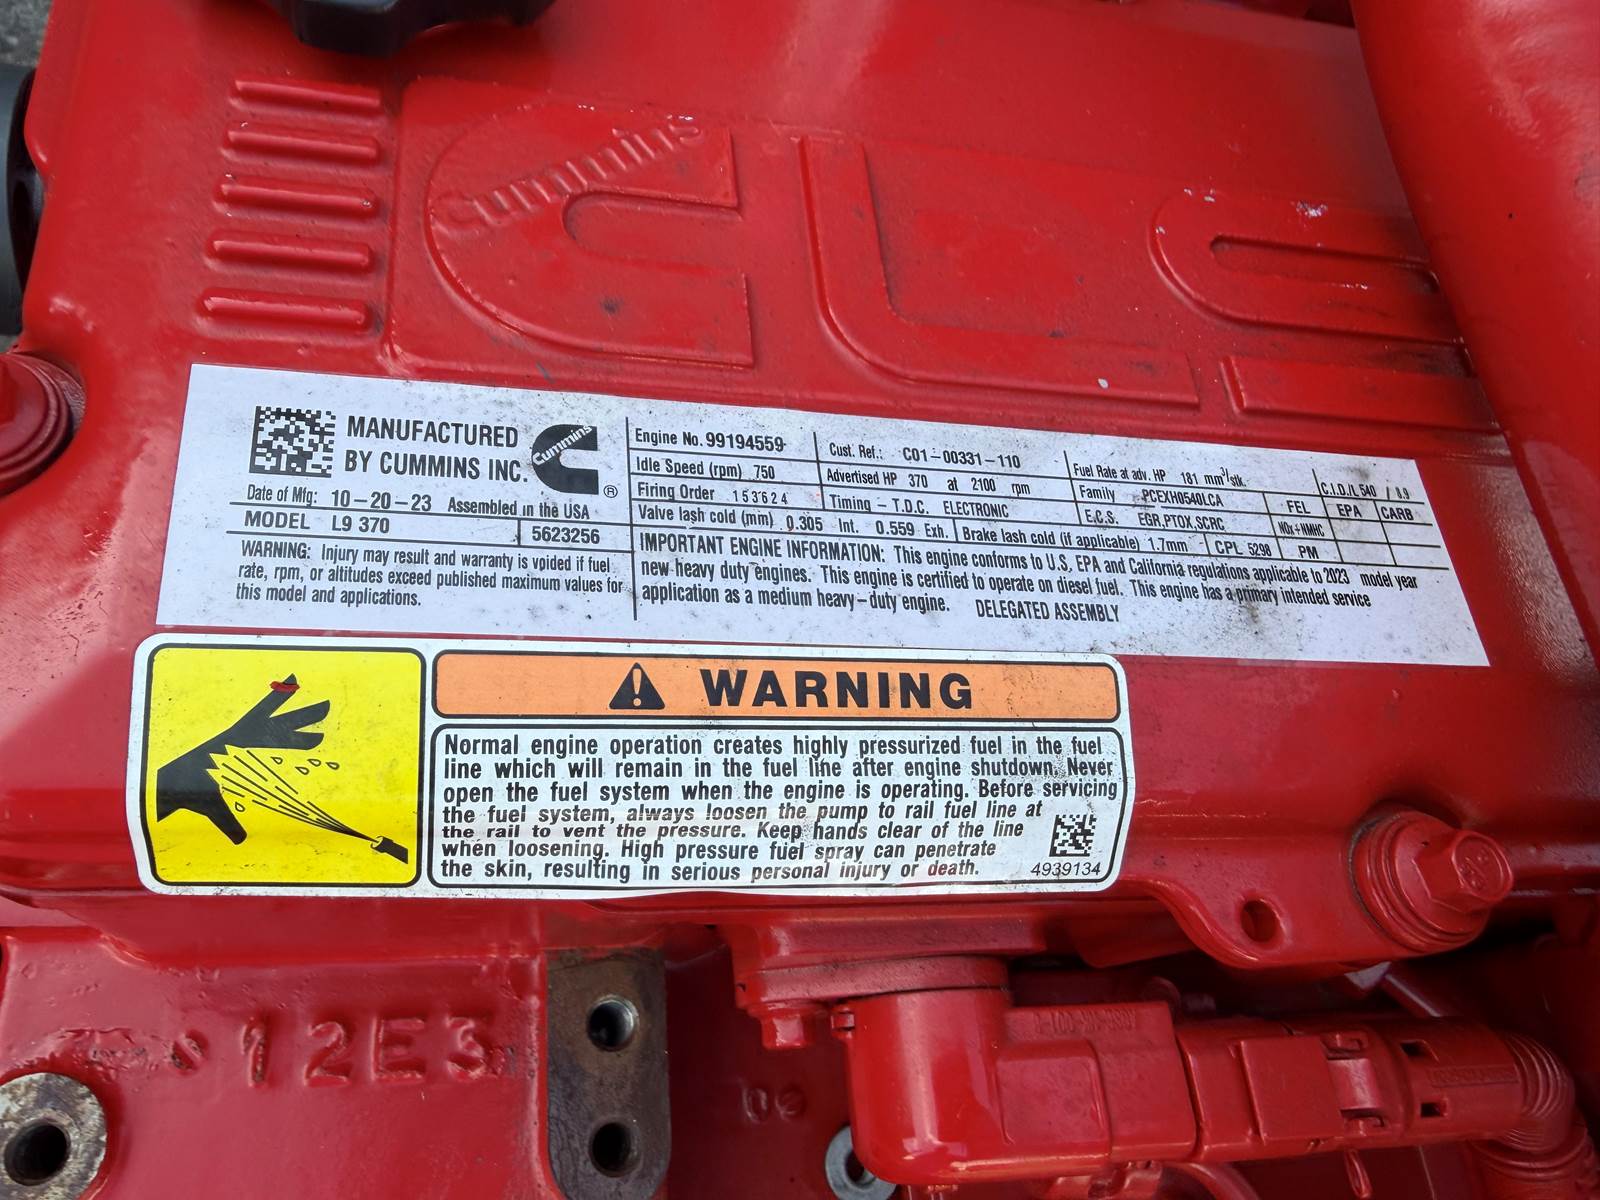 Cummins
CLS
MANUFACTURED
BY CUMMINS INC.
Cummins
®
Date of Mfg: 10-20-23 Assembled in the USA
MODEL L9 370
5623256
WARNING: Injury may result and warranty is voided if fuel
rate, rpm, or altitudes exceed published maximum values for
this model and applications.
Engine No. 99194559
Cust. Ref.: C01-00331-110
Fuel Rate at adv. HP 181 mm³/stk.
C.I.D./L 540 / 8.9
Idle Speed (rpm) 750
Advertised HP 370 at 2100 rpm
Family PCEXH0540LCA
FEL EPA CARB
Firing Order 153624
Timing - T.D.C. ELECTRONIC
E.C.S. EGR,PTOX,SCRC
NOx+NMHC
Valve lash cold (mm) 0.305 Int. 0.559 Exh.
Brake lash cold (if applicable) 1.7mm
CPL 5298
PM
IMPORTANT ENGINE INFORMATION: This engine conforms to U.S. EPA and California regulations applicable to 2023 model year
new heavy duty engines. This engine is certified to operate on diesel fuel. This engine has a primary intended service
application as a medium heavy-duty engine. DELEGATED ASSEMBLY
WARNING
Normal engine operation creates highly pressurized fuel in the fuel
line which will remain in the fuel line after engine shutdown. Never
open the fuel system when the engine is operating. Before servicing
the fuel system, always loosen the pump to rail fuel line at
the rail to vent the pressure. Keep hands clear of the line
when loosening. High pressure fuel spray can penetrate
the skin, resulting in serious personal injury or death.
4939134
12E3